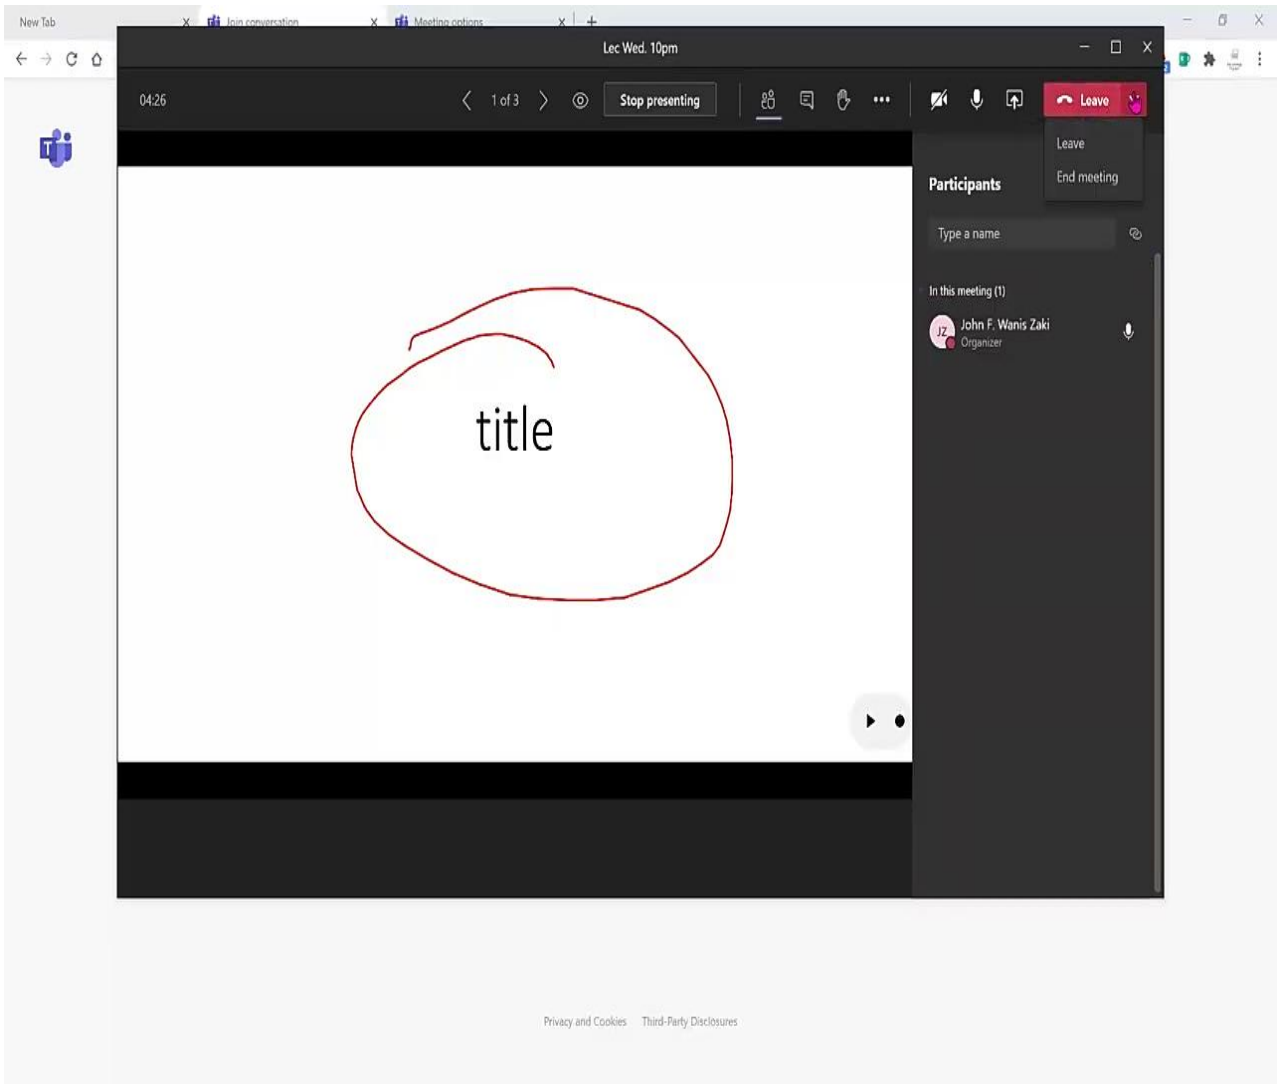 New Tab
Join conversation
Meeting options
Lec Wed. 10pm
04:26
1 of 3
Stop presenting
Leave
Leave
End meeting
Participants
Type a name
In this meeting (1)
JZ
John F. Wanis Zaki
Organizer
title
Privacy and Cookies
Third-Party Disclosures